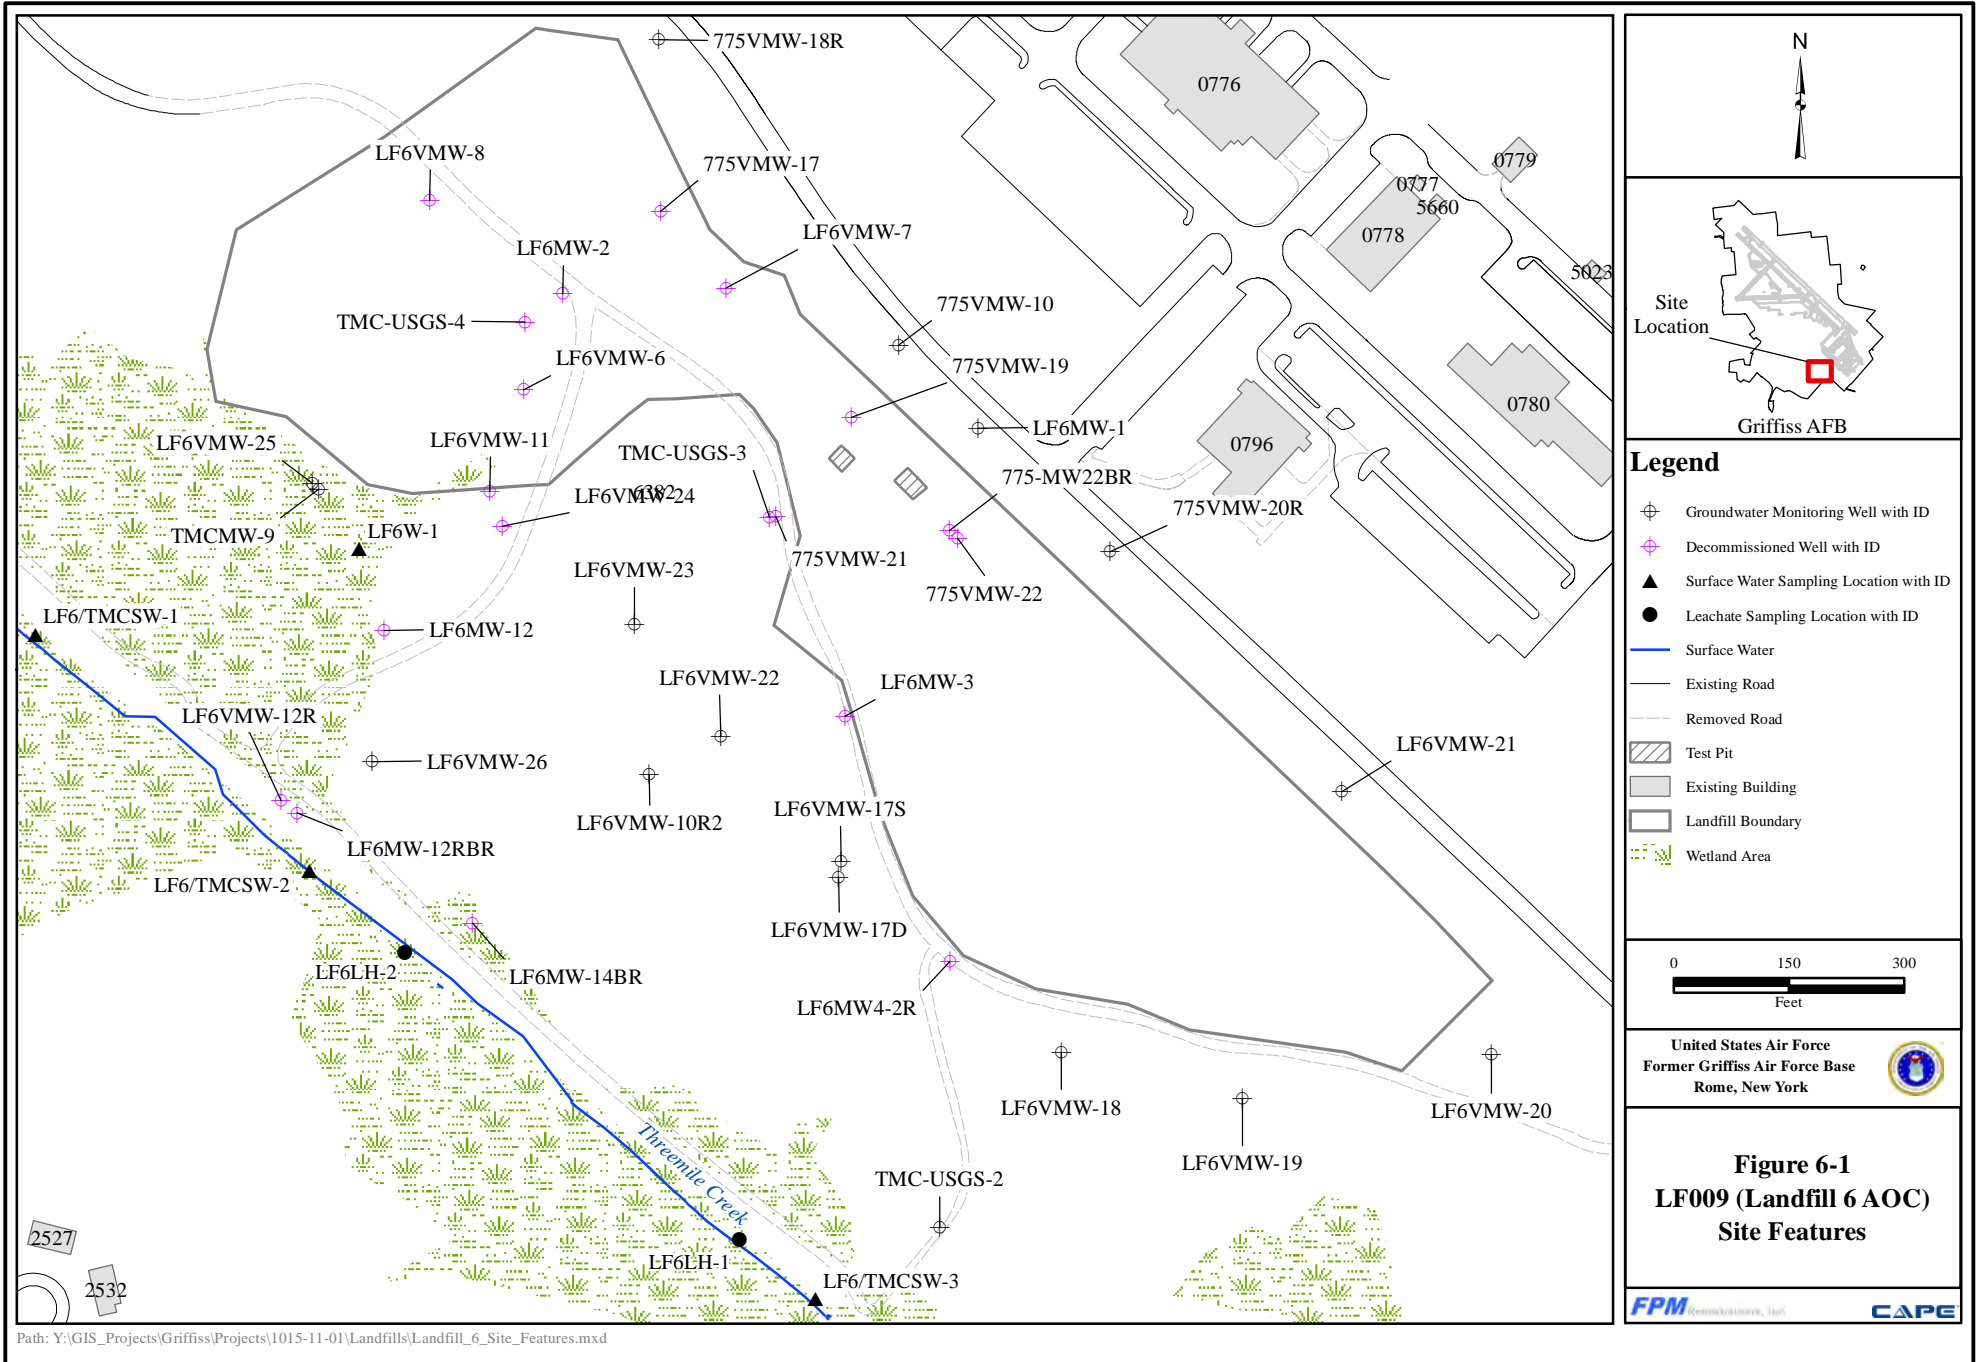 775VMW-18R
0776
LF6VMW-8
775VMW-17
0779
0777
5660
LF6VMW-7
0778
LF6MW-2
5023
775VMW-10
TMC-USGS-4
LF6VMW-6
775VMW-19
0780
LF6VMW-25
LF6VMW-11
LF6MW-1
0796
TMC-USGS-3
775-MW22BR
6382
LF6VMW-24
775VMW-20R
TMCMW-9
LF6W-1
775VMW-21
LF6VMW-23
775VMW-22
LF6/TMCSW-1
LF6MW-12
LF6VMW-22
LF6MW-3
LF6VMW-12R
LF6VMW-21
LF6VMW-26
LF6VMW-10R2
LF6VMW-17S
LF6MW-12RBR
LF6/TMCSW-2
LF6VMW-17D
LF6LH-2
LF6MW-14BR
LF6MW4-2R
LF6VMW-18
LF6VMW-20
Threemile Creek
LF6VMW-19
TMC-USGS-2
2527
LF6LH-1
2532
LF6/TMCSW-3
N
Site
Location
Griffiss AFB
Legend
Groundwater Monitoring Well with ID
Decommissioned Well with ID
Surface Water Sampling Location with ID
Leachate Sampling Location with ID
Surface Water
Existing Road
Removed Road
Test Pit
Existing Building
Landfill Boundary
Wetland Area
0 150 300
Feet
United States Air Force
Former Griffiss Air Force Base
Rome, New York
Figure 6-1
LF009 (Landfill 6 AOC)
Site Features
FPM Remediations, Inc
CAPE
Path: Y:\GIS_Projects\Griffiss\Projects\1015-11-01\Landfills\Landfill_6_Site_Features.mxd